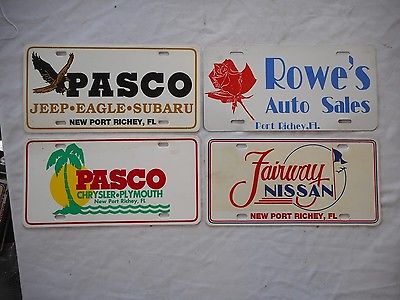 PASCO
JEEP•EAGLE•SUBARU
NEW PORT RICHEY, FL
Rowe's
Auto Sales
Port Richey, Fl.
PASCO
CHRYSLER•PLYMOUTH
New Port Richey, FL
Fairway
NISSAN
NEW PORT RICHEY, FL